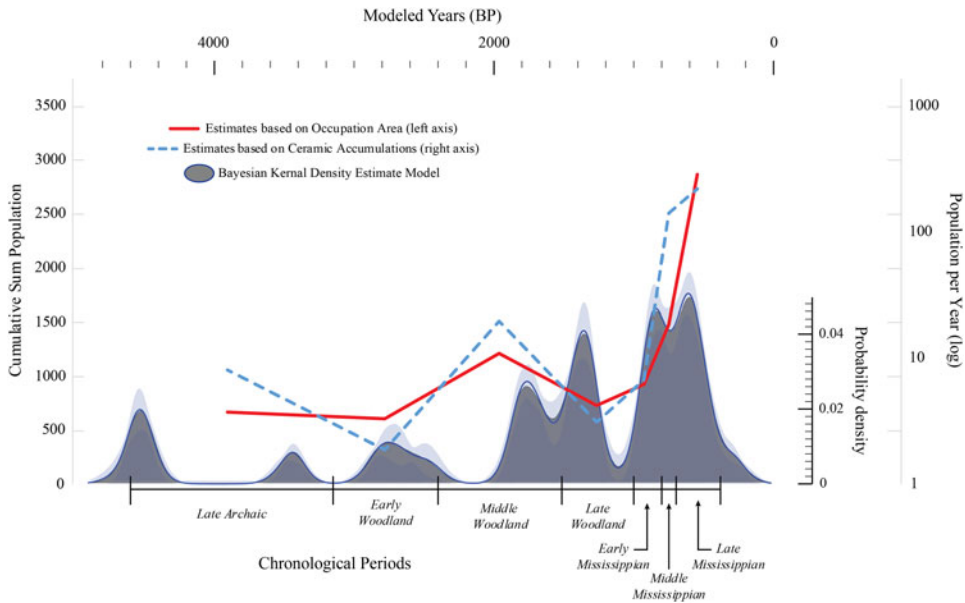 Modeled Years (BP)
4000 2000 0
3500
3000
2500
2000
1500
1000
500
0
Cumulative Sum Population
Estimates based on Occupation Area (left axis)
Estimates based on Ceramic Accumulations (right axis)
Bayesian Kernal Density Estimate Model
0.04
0.02
0
Probability density
1000
100
10
1
Population per Year (log)
Late Archaic
Early
Woodland
Middle
Woodland
Late
Woodland
Early
Mississippian
Middle
Mississippian
Late
Mississippian
Chronological Periods